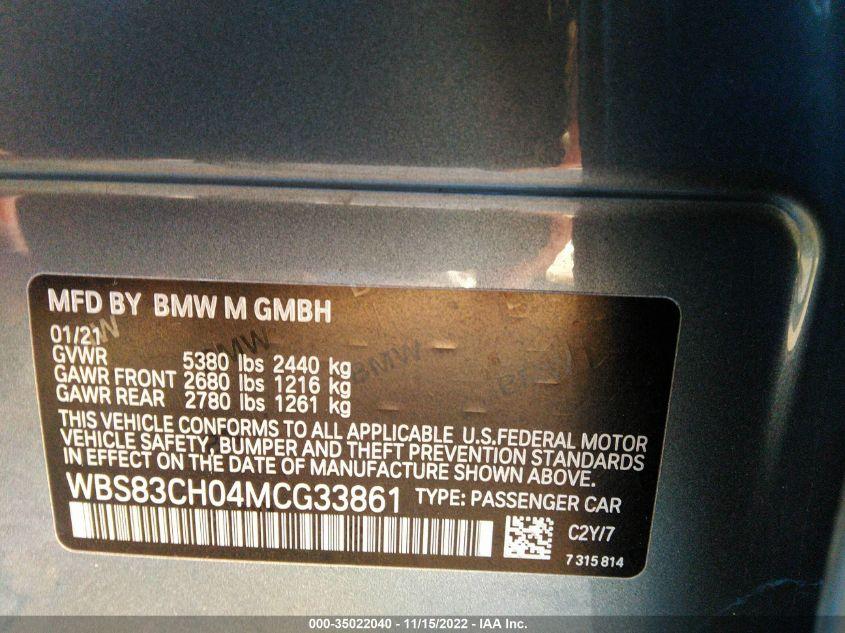 MFD BY BMW M GMBH
01/21
GVWR 5380 lbs 2440 kg
GAWR FRONT 2680 lbs 1216 kg
GAWR REAR 2780 lbs 1261 kg
THIS VEHICLE CONFORMS TO ALL APPLICABLE U.S.FEDERAL MOTOR
VEHICLE SAFETY, BUMPER AND THEFT PREVENTION STANDARDS
IN EFFECT ON THE DATE OF MANUFACTURE SHOWN ABOVE.
WBS83CH04MCG33861 TYPE: PASSENGER CAR
C2Y/7
7 315 814
BMW
BMW
000-35022040 - 11/15/2022 - IAA Inc.